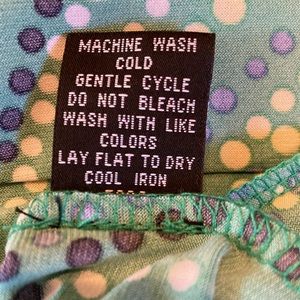 MACHINE WASH
COLD
GENTLE CYCLE
DO NOT BLEACH
WASH WITH LIKE
COLORS
LAY FLAT TO DRY
COOL IRON